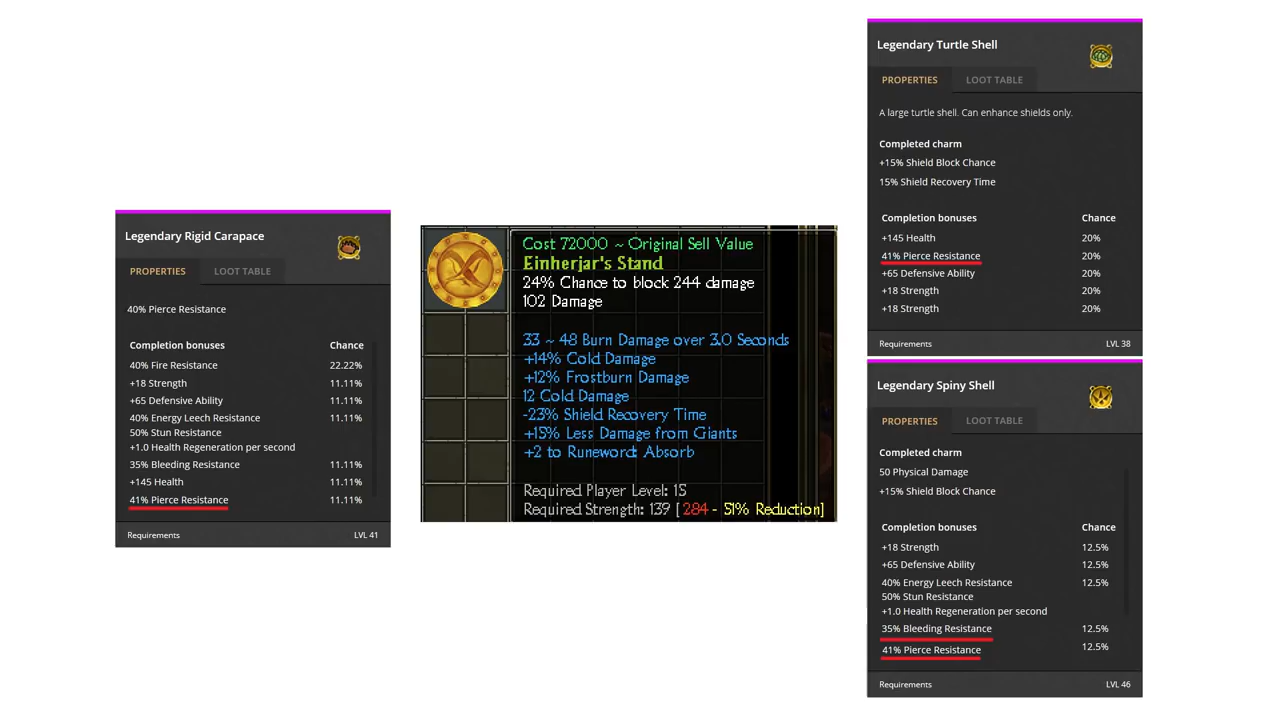 Legendary Rigid Carapace
PROPERTIES LOOT TABLE
40% Pierce Resistance
Completion bonuses Chance
40% Fire Resistance 22.22%
+18 Strength 11.11%
+65 Defensive Ability 11.11%
40% Energy Leech Resistance 11.11%
50% Stun Resistance
+1.0 Health Regeneration per second
35% Bleeding Resistance 11.11%
+145 Health 11.11%
41% Pierce Resistance 11.11%
Requirements LVL 41
Cost 72000 ~ Original Sell Value
Einherjar's Stand
24% Chance to block 244 damage
102 Damage
33 ~ 48 Burn Damage over 3.0 Seconds
+14% Cold Damage
+12% Frostburn Damage
12 Cold Damage
-23% Shield Recovery Time
+15% Less Damage from Giants
+2 to Runeword: Absorb
Required Player Level: 15
Required Strength: 139 [ 284 - 51% Reduction]
Legendary Turtle Shell
PROPERTIES LOOT TABLE
A large turtle shell. Can enhance shields only.
Completed charm
+15% Shield Block Chance
15% Shield Recovery Time
Completion bonuses Chance
+145 Health 20%
41% Pierce Resistance 20%
+65 Defensive Ability 20%
+18 Strength 20%
+18 Strength 20%
Requirements LVL 38
Legendary Spiny Shell
PROPERTIES LOOT TABLE
Completed charm
50 Physical Damage
+15% Shield Block Chance
Completion bonuses Chance
+18 Strength 12.5%
+65 Defensive Ability 12.5%
40% Energy Leech Resistance 12.5%
50% Stun Resistance
+1.0 Health Regeneration per second
35% Bleeding Resistance 12.5%
41% Pierce Resistance 12.5%
Requirements LVL 46